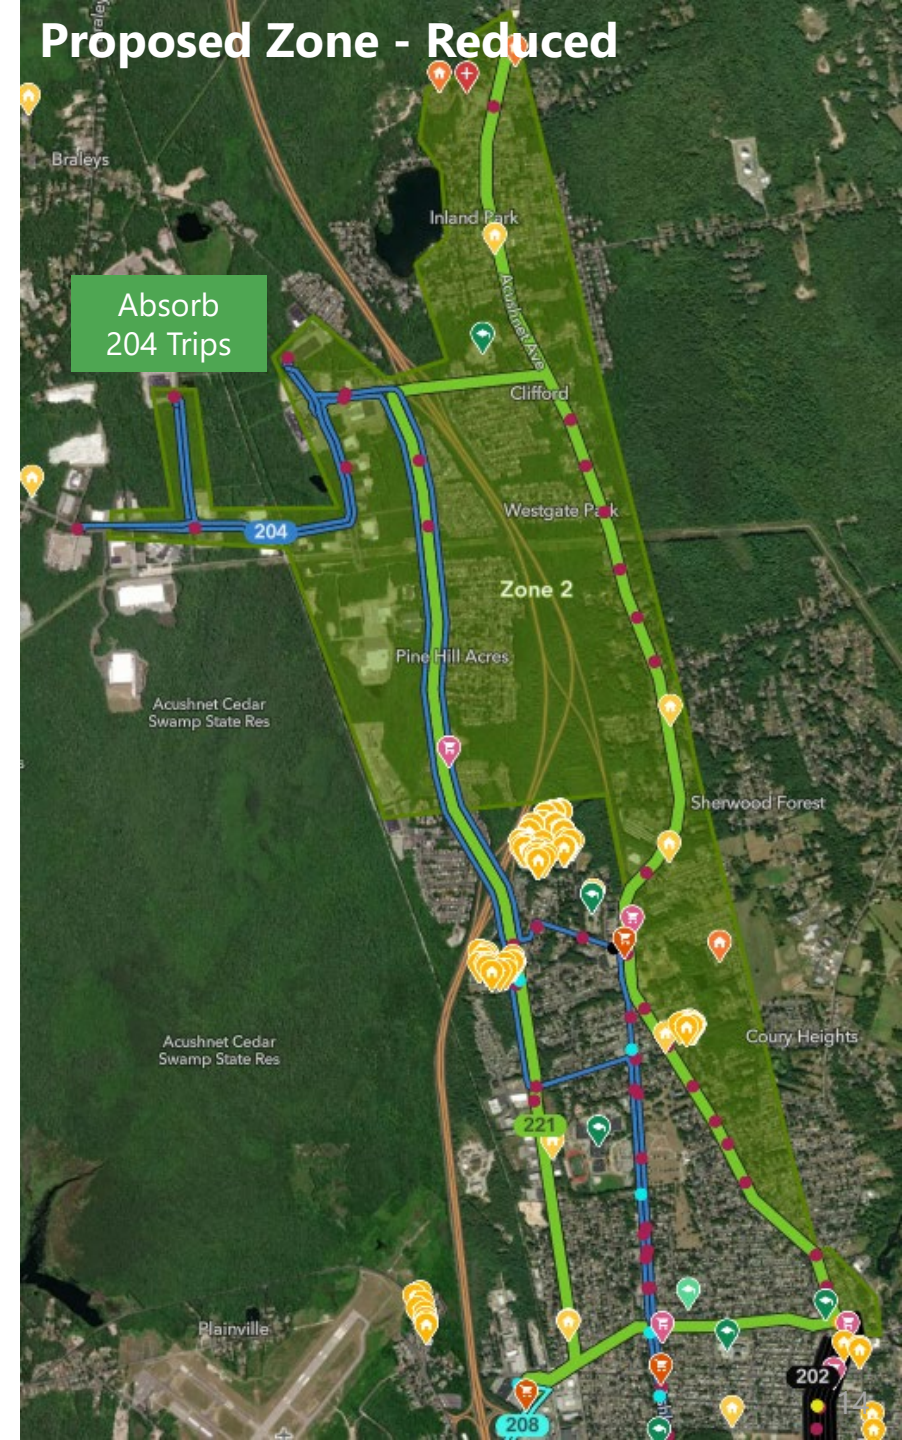 Proposed Zone - Reduced
Braleys
Inland Park
Acushnet Ave
Absorb
204 Trips
Clifford
Westgate Park
204
Zone 2
Pine Hill Acres
Acushnet Cedar
Swamp State Res
Sherwood Forest
Coury Heights
Acushnet Cedar
Swamp State Res
221
Plainville
202
14
208